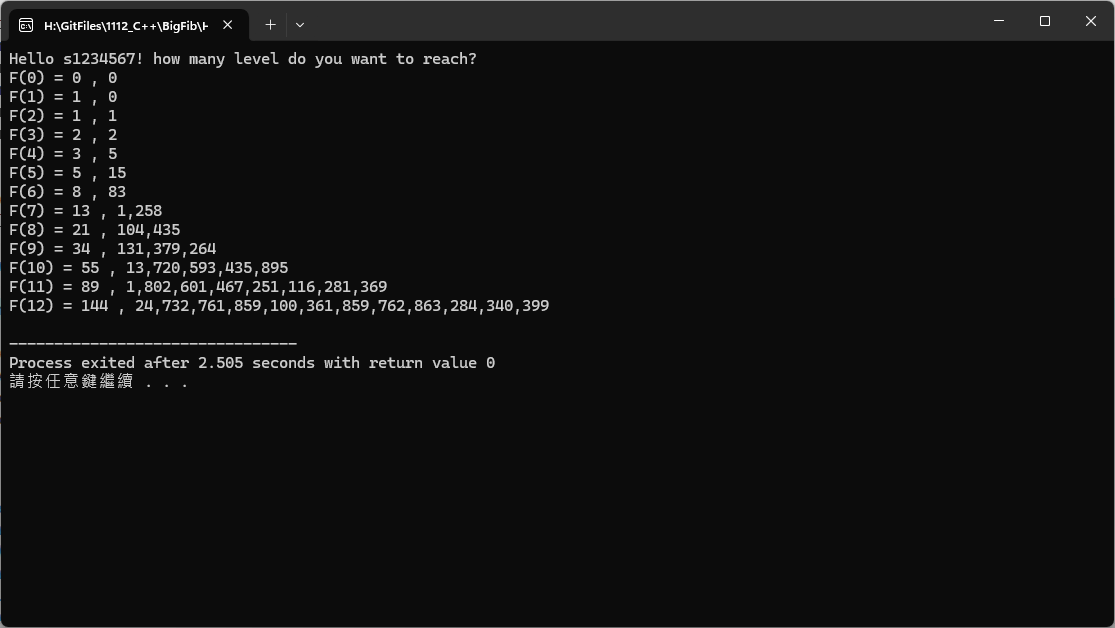 H:\GitFiles\1112_C++\BigFib\H
Hello s1234567! how many level do you want to reach?
F(0) = 0 , 0
F(1) = 1 , 0
F(2) = 1 , 1
F(3) = 2 , 2
F(4) = 3 , 5
F(5) = 5 , 15
F(6) = 8 , 83
F(7) = 13 , 1,258
F(8) = 21 , 104,435
F(9) = 34 , 131,379,264
F(10) = 55 , 13,720,593,435,895
F(11) = 89 , 1,802,601,467,251,116,281,369
F(12) = 144 , 24,732,761,859,100,361,859,762,863,284,340,399
--------------------------------
Process exited after 2.505 seconds with return value 0
請按任意鍵繼續 . . .